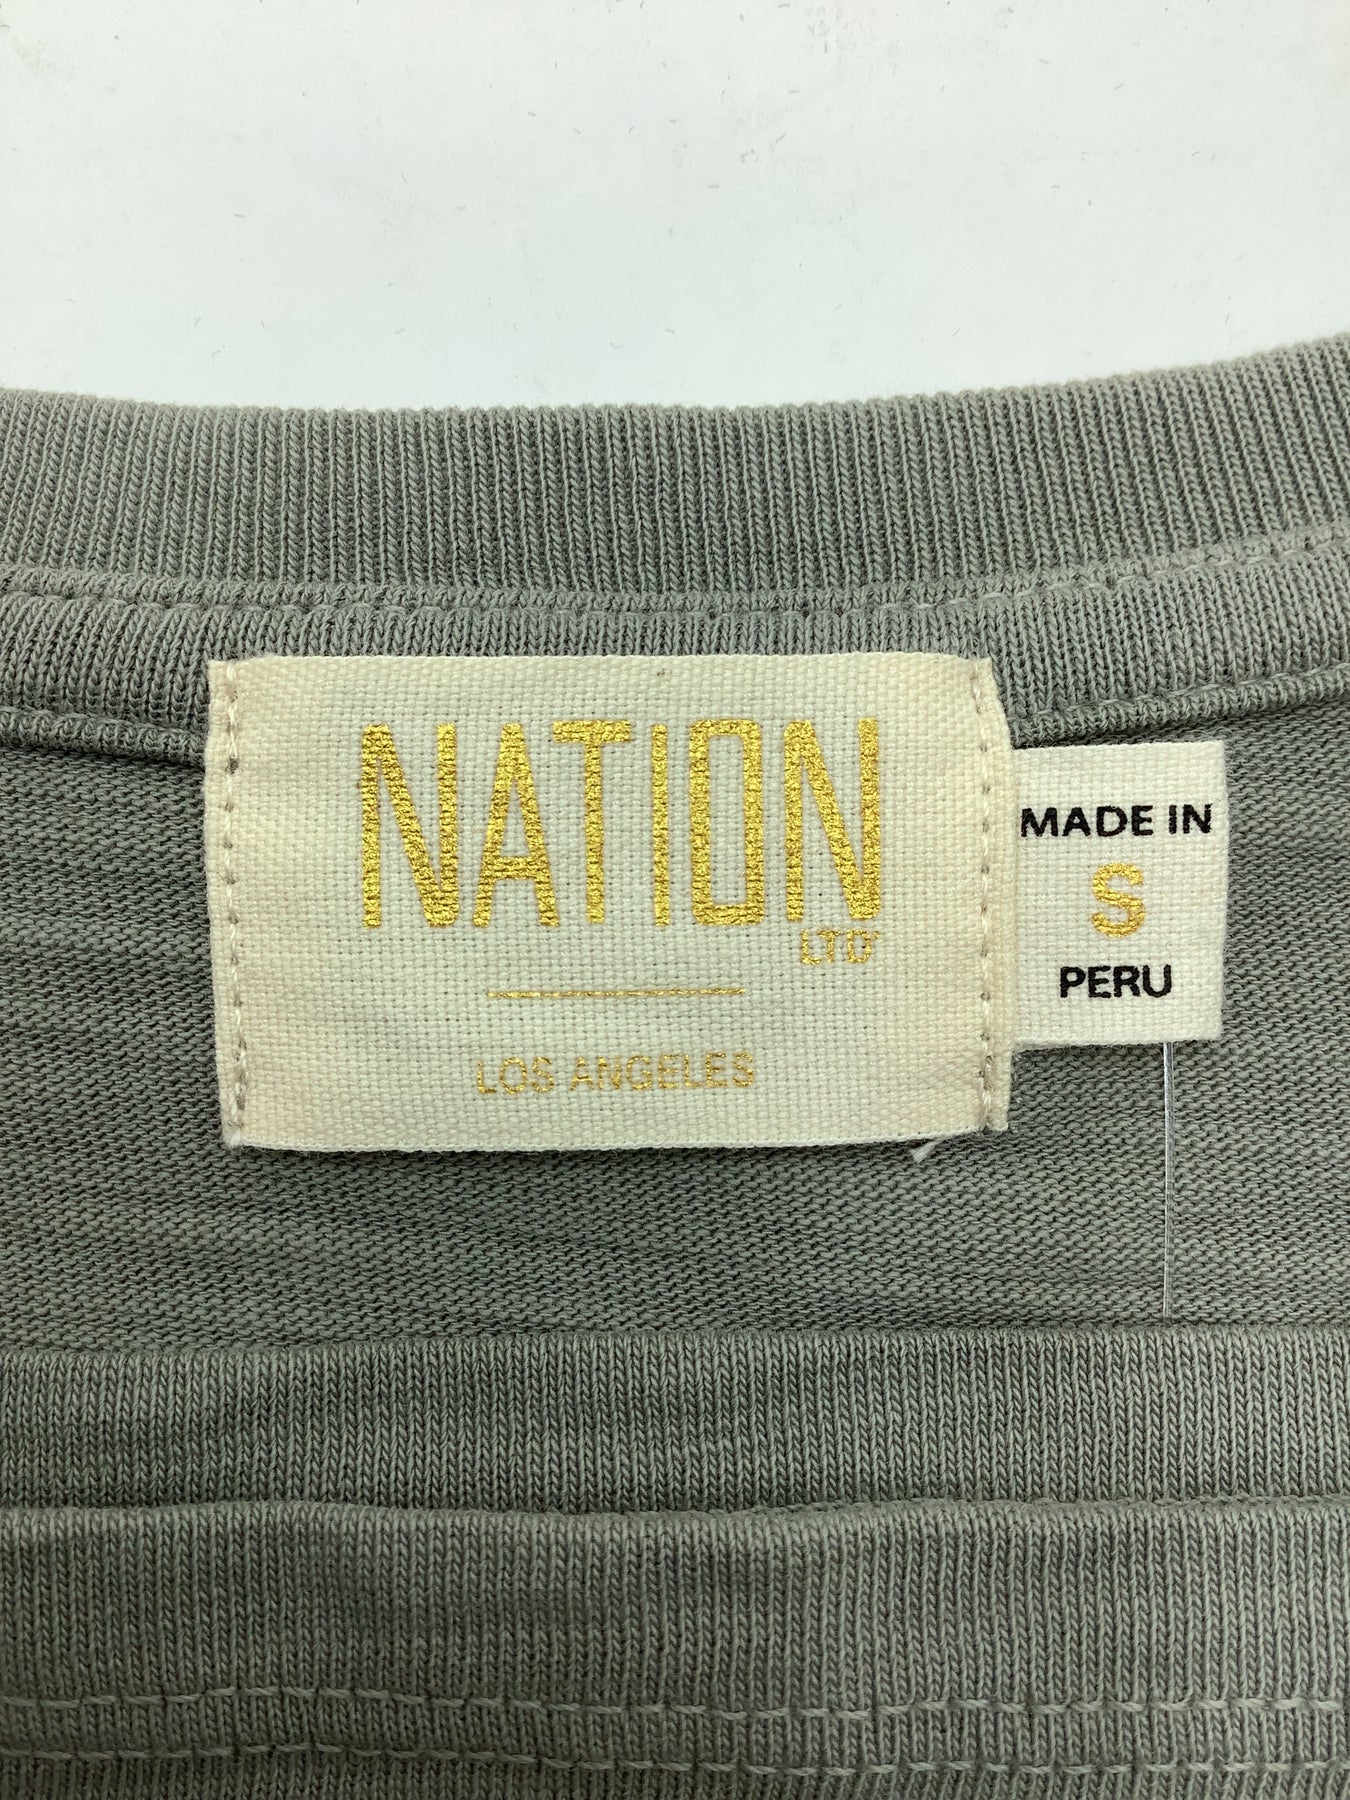 NATION
LTD
LOS ANGELES
MADE IN
S
PERU